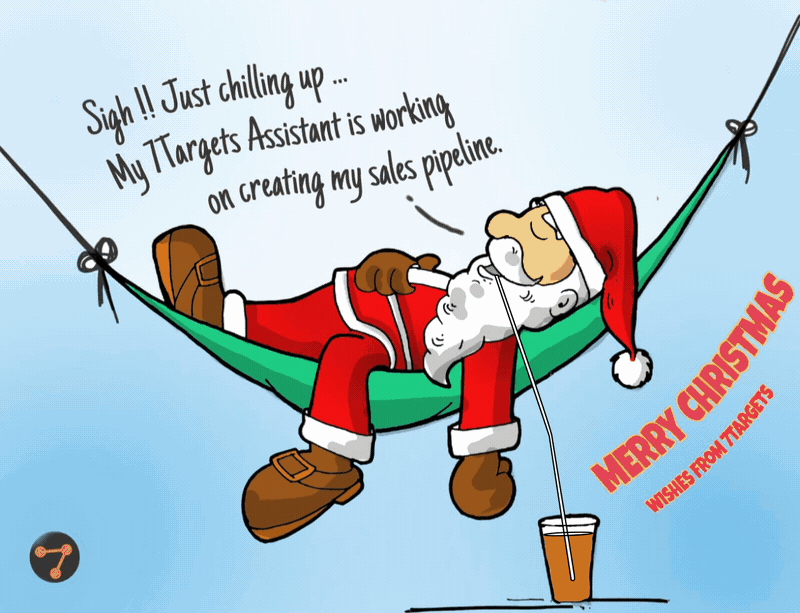 Sigh !! Just chilling up ...
My 7Targets Assistant is working
on creating my sales pipeline.
MERRY CHRISTMAS
WISHES FROM 7TARGETS